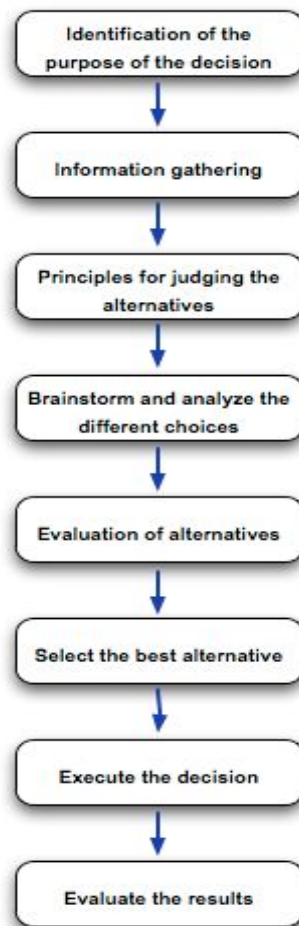 Identification of the
purpose of the decision
Information gathering
Principles for judging the
alternatives
Brainstorm and analyze the
different choices
Evaluation of alternatives
Select the best alternative
Execute the decision
Evaluate the results